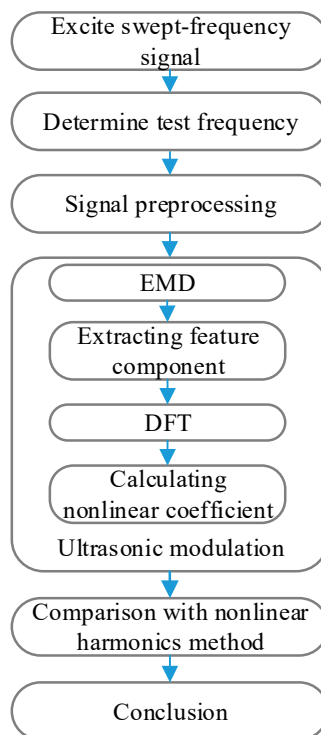 Excite swept-frequency
signal
Determine test frequency
Signal preprocessing
EMD
Extracting feature
component
DFT
Calculating
nonlinear coefficient
Ultrasonic modulation
Comparison with nonlinear
harmonics method
Conclusion